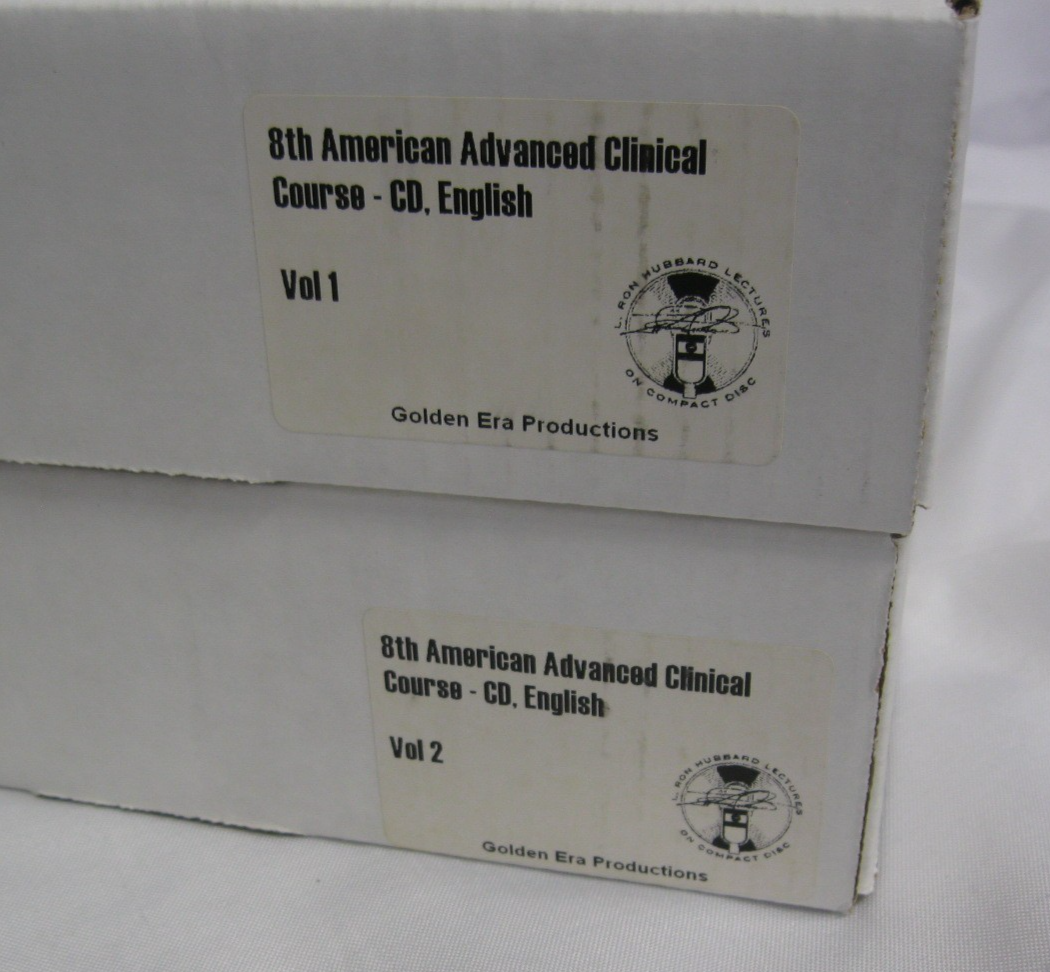 8th American Advanced Clinical
Course - CD, English
Vol 1
L. RON HUBBARD LECTURES
ON COMPACT DISC
Golden Era Productions
8th American Advanced Clinical
Course - CD, English
Vol 2
L. RON HUBBARD LECTURES
ON COMPACT DISC
Golden Era Productions